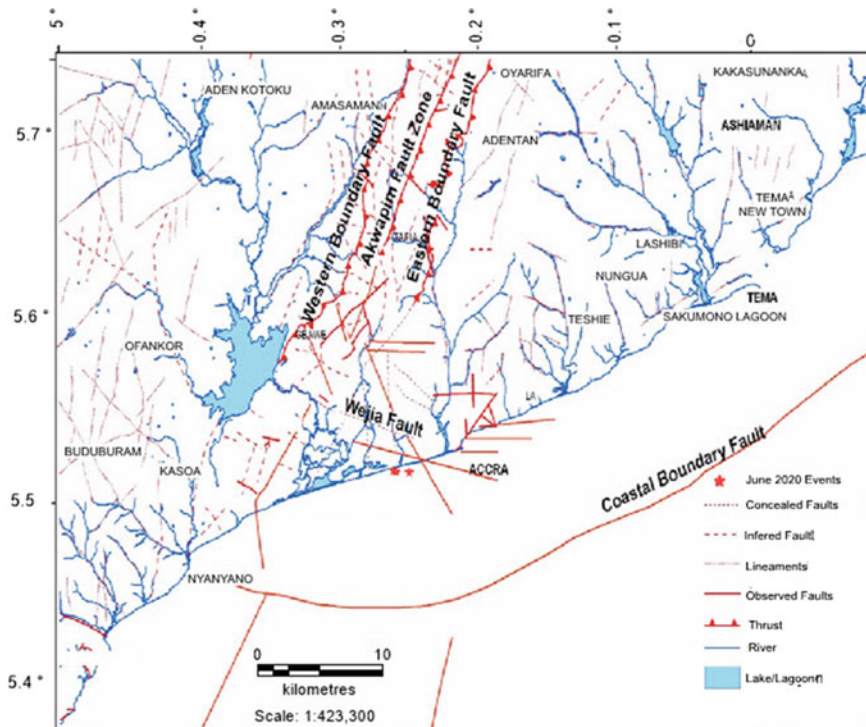 5°
-0.4
-0.3
-0.2
-0.1
0
5.7
5.6
5.5
5.4
ADEN KOTOKU
AMASAMANN
OYARIFA
KAKASUNANKA
ADENTAN
ASHIAMAN
TEMA
NEW TOWN
LASHIBI
NUNGUA
TEMA
SAKUMONO LAGOON
TESHIE
LA
OFANKOR
BUDUBURAM
KASOA
NYANYANO
ACCRA
Western Boundary Fault
Akwapim Fault Zone
Eastern Boundary Fault
Wejia Fault
Coastal Boundary Fault
June 2020 Events
Concealed Faults
Infered Fault
Lineaments
Observed Faults
Thrust
River
Lake/Lagoon
0 10
kilometres
Scale: 1:423,300